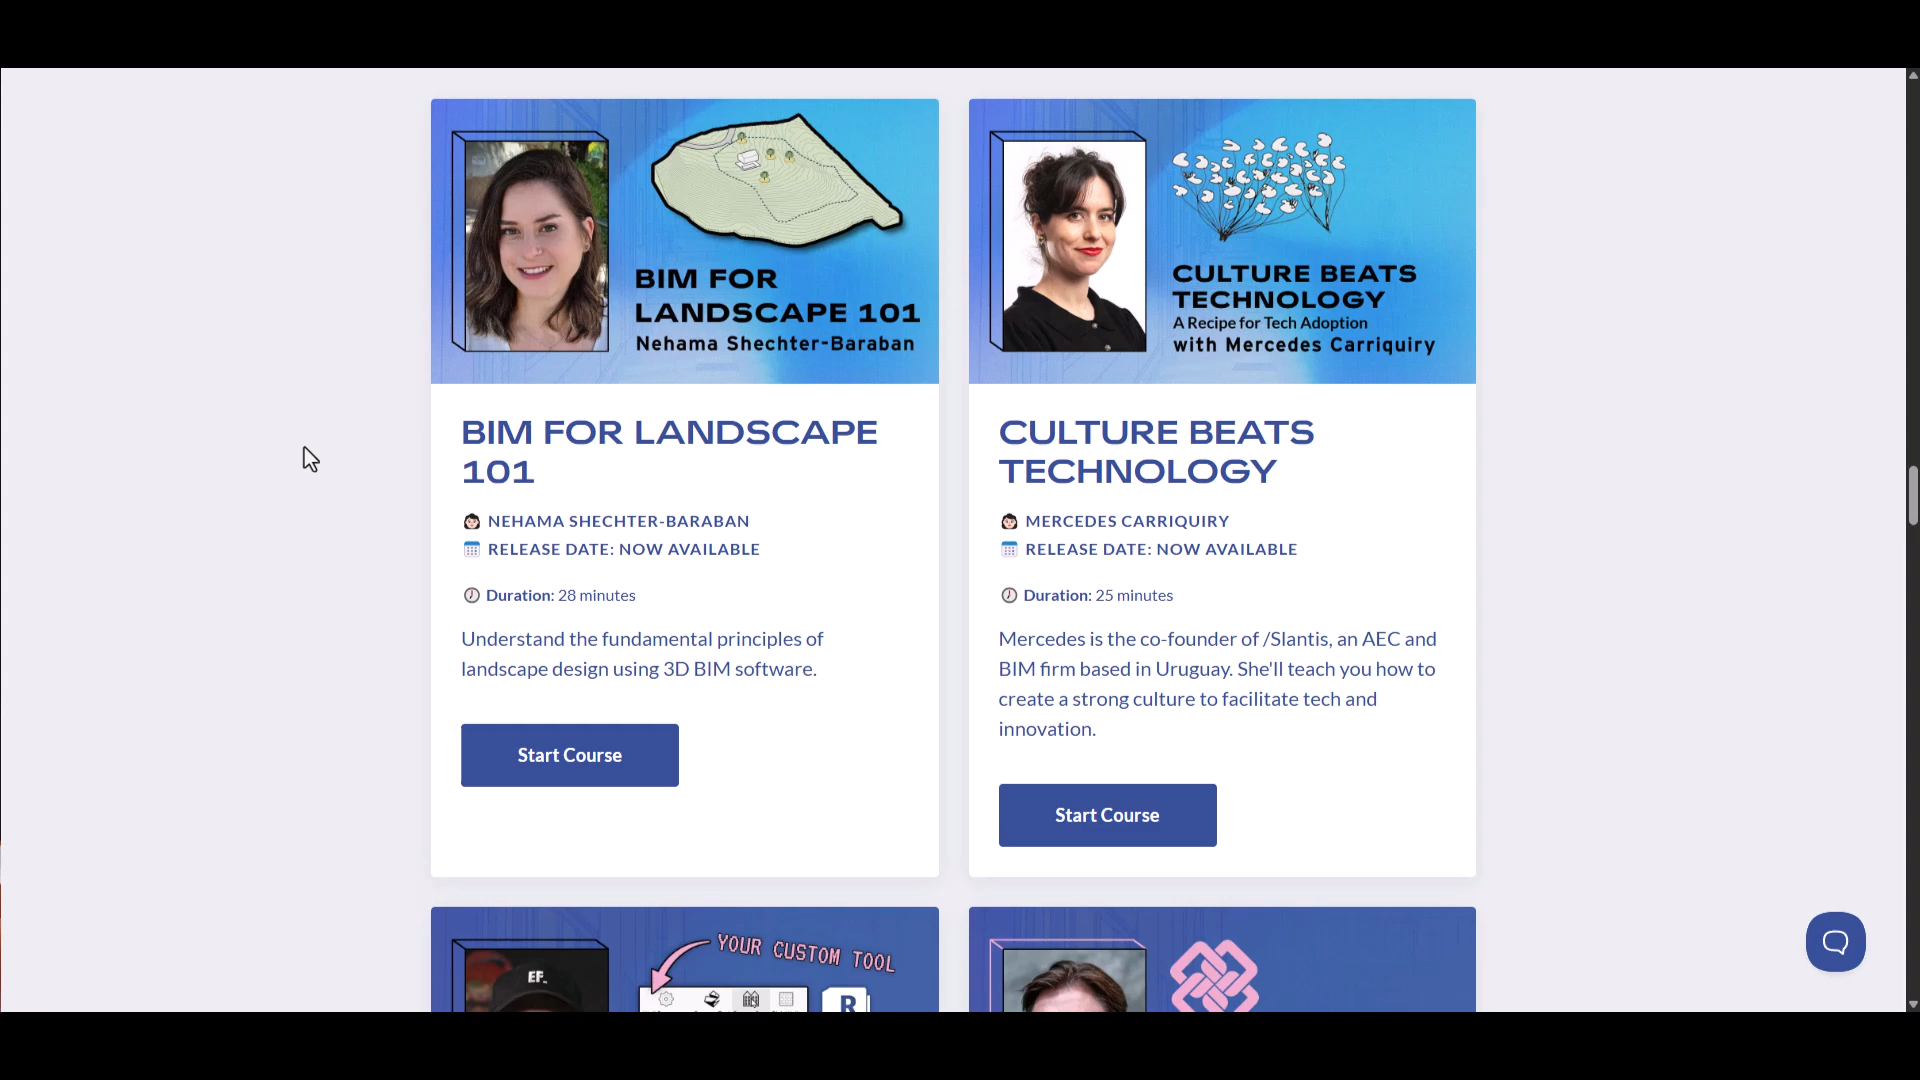 BIM FOR
LANDSCAPE 101
Nehama Shechter-Baraban
CULTURE BEATS
TECHNOLOGY
A Recipe for Tech Adoption
with Mercedes Carriquiry
BIM FOR LANDSCAPE
101
NEHAMA SHECHTER-BARABAN
RELEASE DATE: NOW AVAILABLE
Duration: 28 minutes
Understand the fundamental principles of
landscape design using 3D BIM software.
Start Course
CULTURE BEATS
TECHNOLOGY
MERCEDES CARRIQUIRY
RELEASE DATE: NOW AVAILABLE
Duration: 25 minutes
Mercedes is the co-founder of /Slantis, an AEC and
BIM firm based in Uruguay. She'll teach you how to
create a strong culture to facilitate tech and
innovation.
Start Course
EF.
YOUR CUSTOM TOOL
R